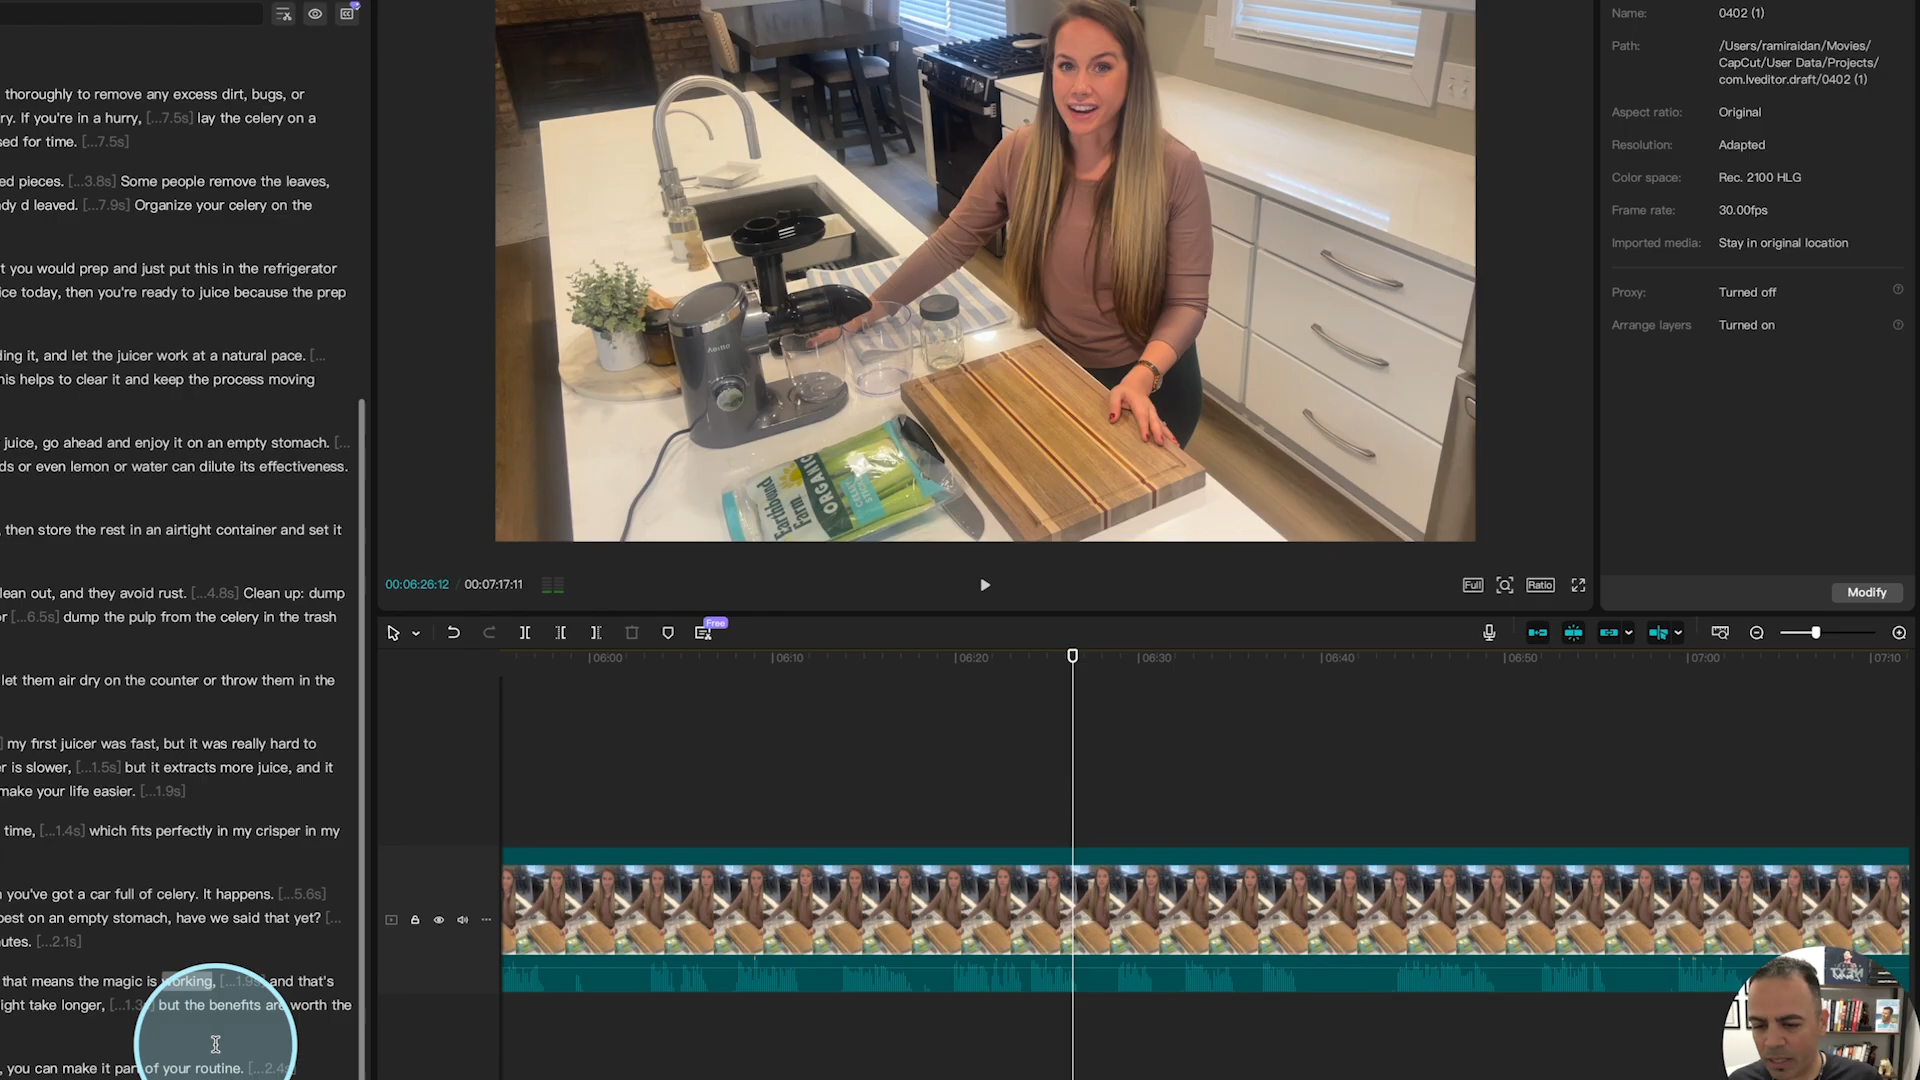 Name: 0402 (1)
Path: /Users/ramiraidan/Movies/
CapCut/User Data/Projects/
com.lveditor.draft/0402 (1)
Aspect ratio: Original
Resolution: Adapted
Color space: Rec. 2100 HLG
Frame rate: 30.00fps
Imported media: Stay in original location
Proxy: Turned off
Arrange layers Turned on
Modify
thoroughly to remove any excess dirt, bugs, or
ry. If you're in a hurry, [...7.5s] lay the celery on a
sed for time. [...7.5s]
ed pieces. [...3.8s] Some people remove the leaves,
dy d leaved. [...7.9s] Organize your celery on the
t you would prep and just put this in the refrigerator
ice today, then you're ready to juice because the prep
ding it, and let the juicer work at a natural pace. [...
his helps to clear it and keep the process moving
juice, go ahead and enjoy it on an empty stomach. [...
ds or even lemon or water can dilute its effectiveness.
, then store the rest in an airtight container and set it
lean out, and they avoid rust. [...4.8s] Clean up: dump
or [...6.5s] dump the pulp from the celery in the trash
let them air dry on the counter or throw them in the
] my first juicer was fast, but it was really hard to
er is slower, [...1.5s] but it extracts more juice, and it
make your life easier. [...1.9s]
time, [...1.4s] which fits perfectly in my crisper in my
n you've got a car full of celery. It happens. [...5.6s]
best on an empty stomach, have we said that yet? [...
utes. [...2.1s]
that means the magic is working, [...1.9s] and that's
ight take longer, [...1.3s] but the benefits are worth the
, you can make it part of your routine. [...2.4s]
Aeitto
Earthbound
Farm
ORGANIC
CELERY
00:06:26:12 / 00:07:17:11
Full
Ratio
Free
06:00 06:10 06:20 06:30 06:40 06:50 07:00 07:10
NEXT